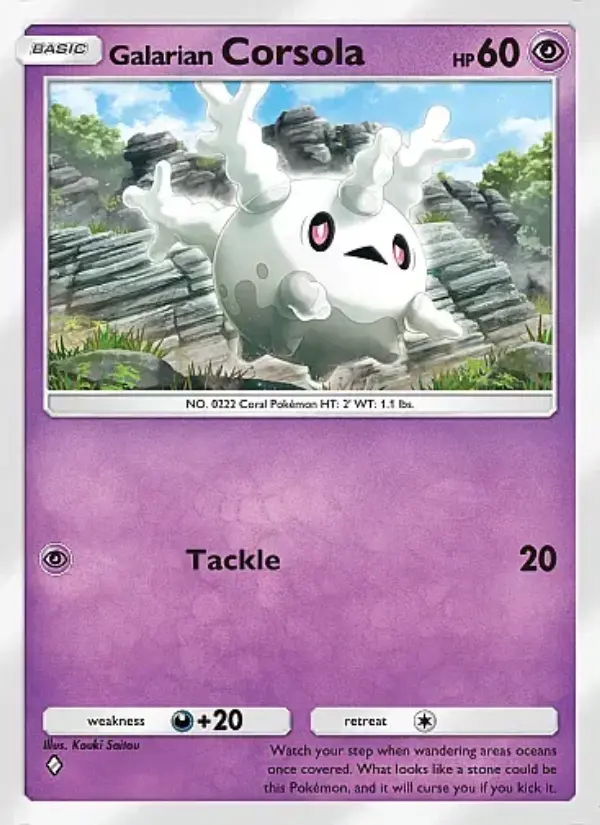 BASIC Galarian Corsola HP 60
NO. 0222 Coral Pokémon HT: 2' WT: 1.1 lbs.
Tackle 20
weakness +20 retreat
Illus. Kouki Saitou
Watch your step when wandering areas oceans
once covered. What looks like a stone could be
this Pokémon, and it will curse you if you kick it.